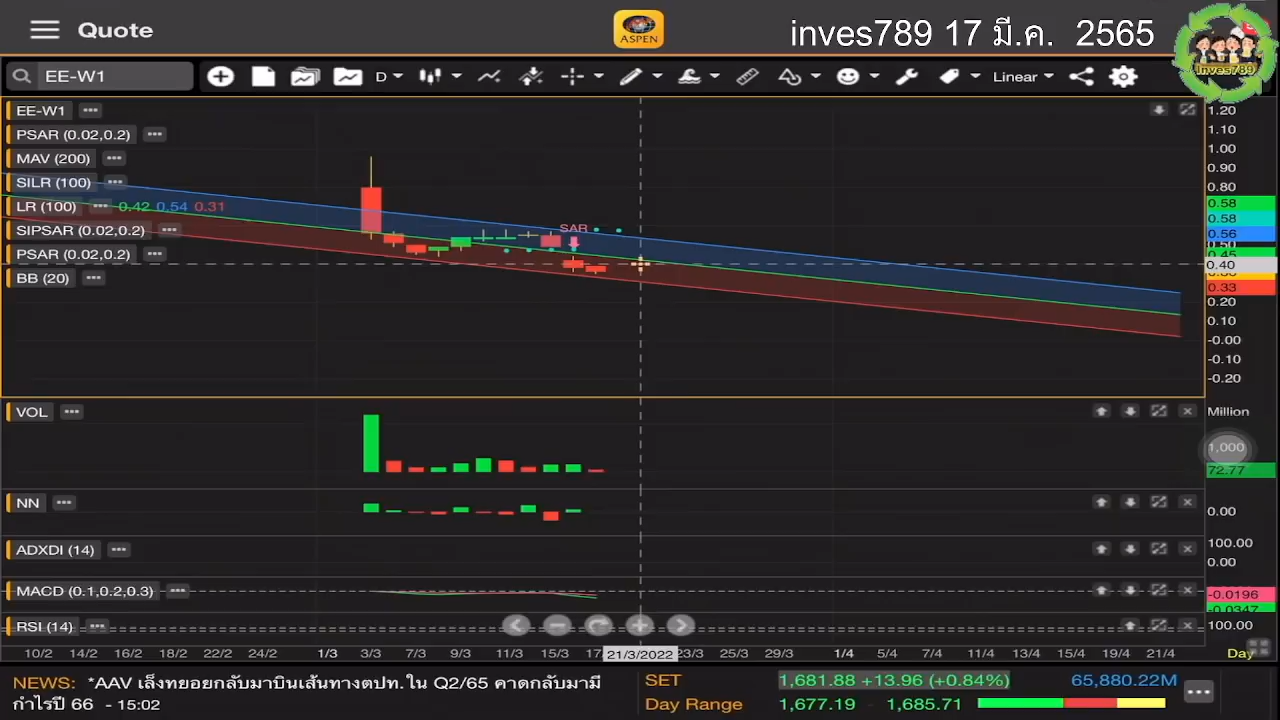 Quote
ASPEN
inves789 17 มี.ค. 2565
inves789
EE-W1
D
Linear
EE-W1
PSAR (0.02,0.2)
MAV (200)
SILR (100)
LR (100) 0.42 0.54 0.31
SIPSAR (0.02,0.2)
PSAR (0.02,0.2)
BB (20)
SAR
1.20
1.10
1.00
0.90
0.80
0.58
0.58
0.56
0.50
0.45
0.40
0.33
0.20
0.10
-0.00
-0.10
-0.20
VOL
Million
1,000
72.77
NN
0.00
ADXDI (14)
100.00
0.00
MACD (0.1,0.2,0.3)
-0.0196
-0.0347
RSI (14)
100.00
10/2 14/2 16/2 18/2 22/2 24/2 1/3 3/3 7/3 9/3 11/3 15/3 17 21/3/2022 23/3 25/3 29/3 1/4 5/4 7/4 11/4 13/4 15/4 19/4 21/4 Day
NEWS: *AAV เล็งทยอยกลับมาบินเส้นทางตปท.ใน Q2/65 คาดกลับมามี
กำไรปี 66 - 15:02
SET 1,681.88 +13.96 (+0.84%) 65,880.22M
Day Range 1,677.19 - 1,685.71